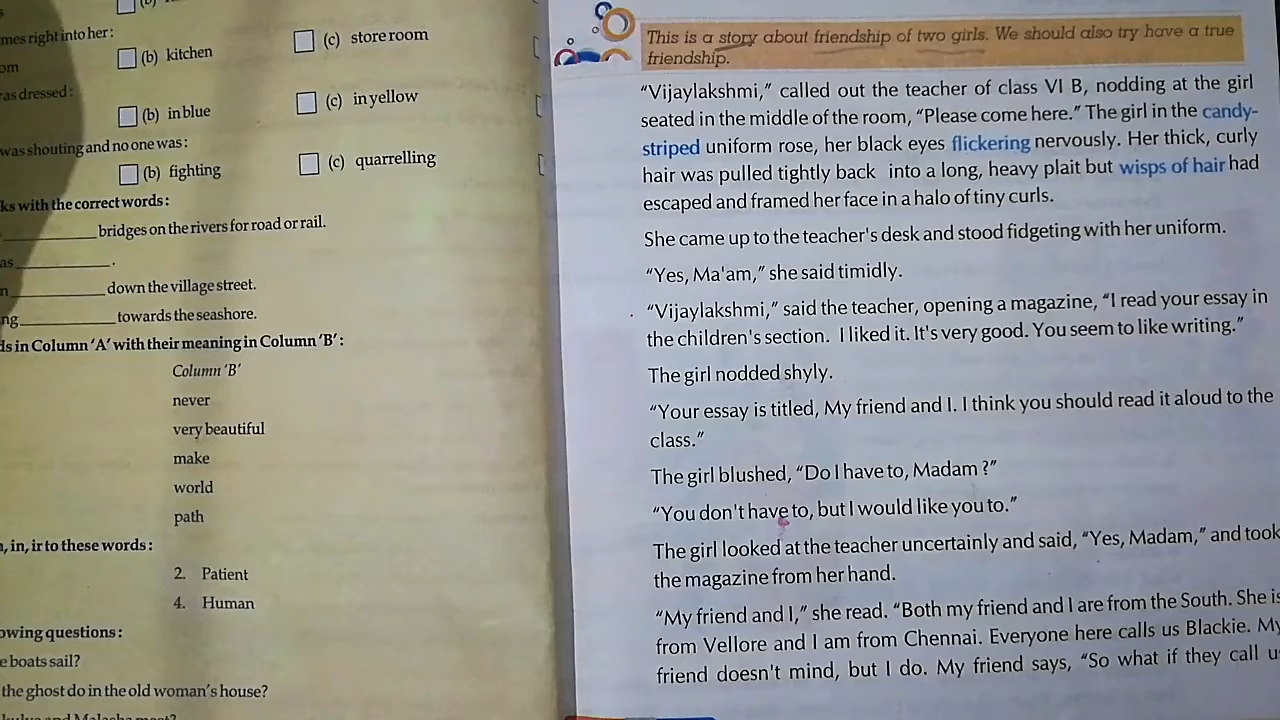 (b)
mes right into her:
(b) kitchen
(c) store room
om
as dressed:
(b) in blue
(c) in yellow
was shouting and no one was:
(b) fighting
(c) quarrelling
ks with the correct words:
bridges on the rivers for road or rail.
as .
n down the village street.
ng towards the seashore.
ds in Column 'A' with their meaning in Column 'B':
Column 'B'
never
very beautiful
make
world
path
, in, ir to these words:
2. Patient
4. Human
owing questions:
e boats sail?
the ghost do in the old woman's house?
This is a story about friendship of two girls. We should also try have a true
friendship.
“Vijaylakshmi,” called out the teacher of class VI B, nodding at the girl
seated in the middle of the room, “Please come here.” The girl in the candy-
striped uniform rose, her black eyes flickering nervously. Her thick, curly
hair was pulled tightly back into a long, heavy plait but wisps of hair had
escaped and framed her face in a halo of tiny curls.
She came up to the teacher's desk and stood fidgeting with her uniform.
“Yes, Ma'am,” she said timidly.
“Vijaylakshmi,” said the teacher, opening a magazine, “I read your essay in
the children's section. I liked it. It's very good. You seem to like writing.”
The girl nodded shyly.
“Your essay is titled, My friend and I. I think you should read it aloud to the
class.”
The girl blushed, “Do I have to, Madam ?”
“You don't have to, but I would like you to.”
The girl looked at the teacher uncertainly and said, “Yes, Madam,” and took
the magazine from her hand.
“My friend and I,” she read. “Both my friend and I are from the South. She is
from Vellore and I am from Chennai. Everyone here calls us Blackie. My
friend doesn't mind, but I do. My friend says, “So what if they call us